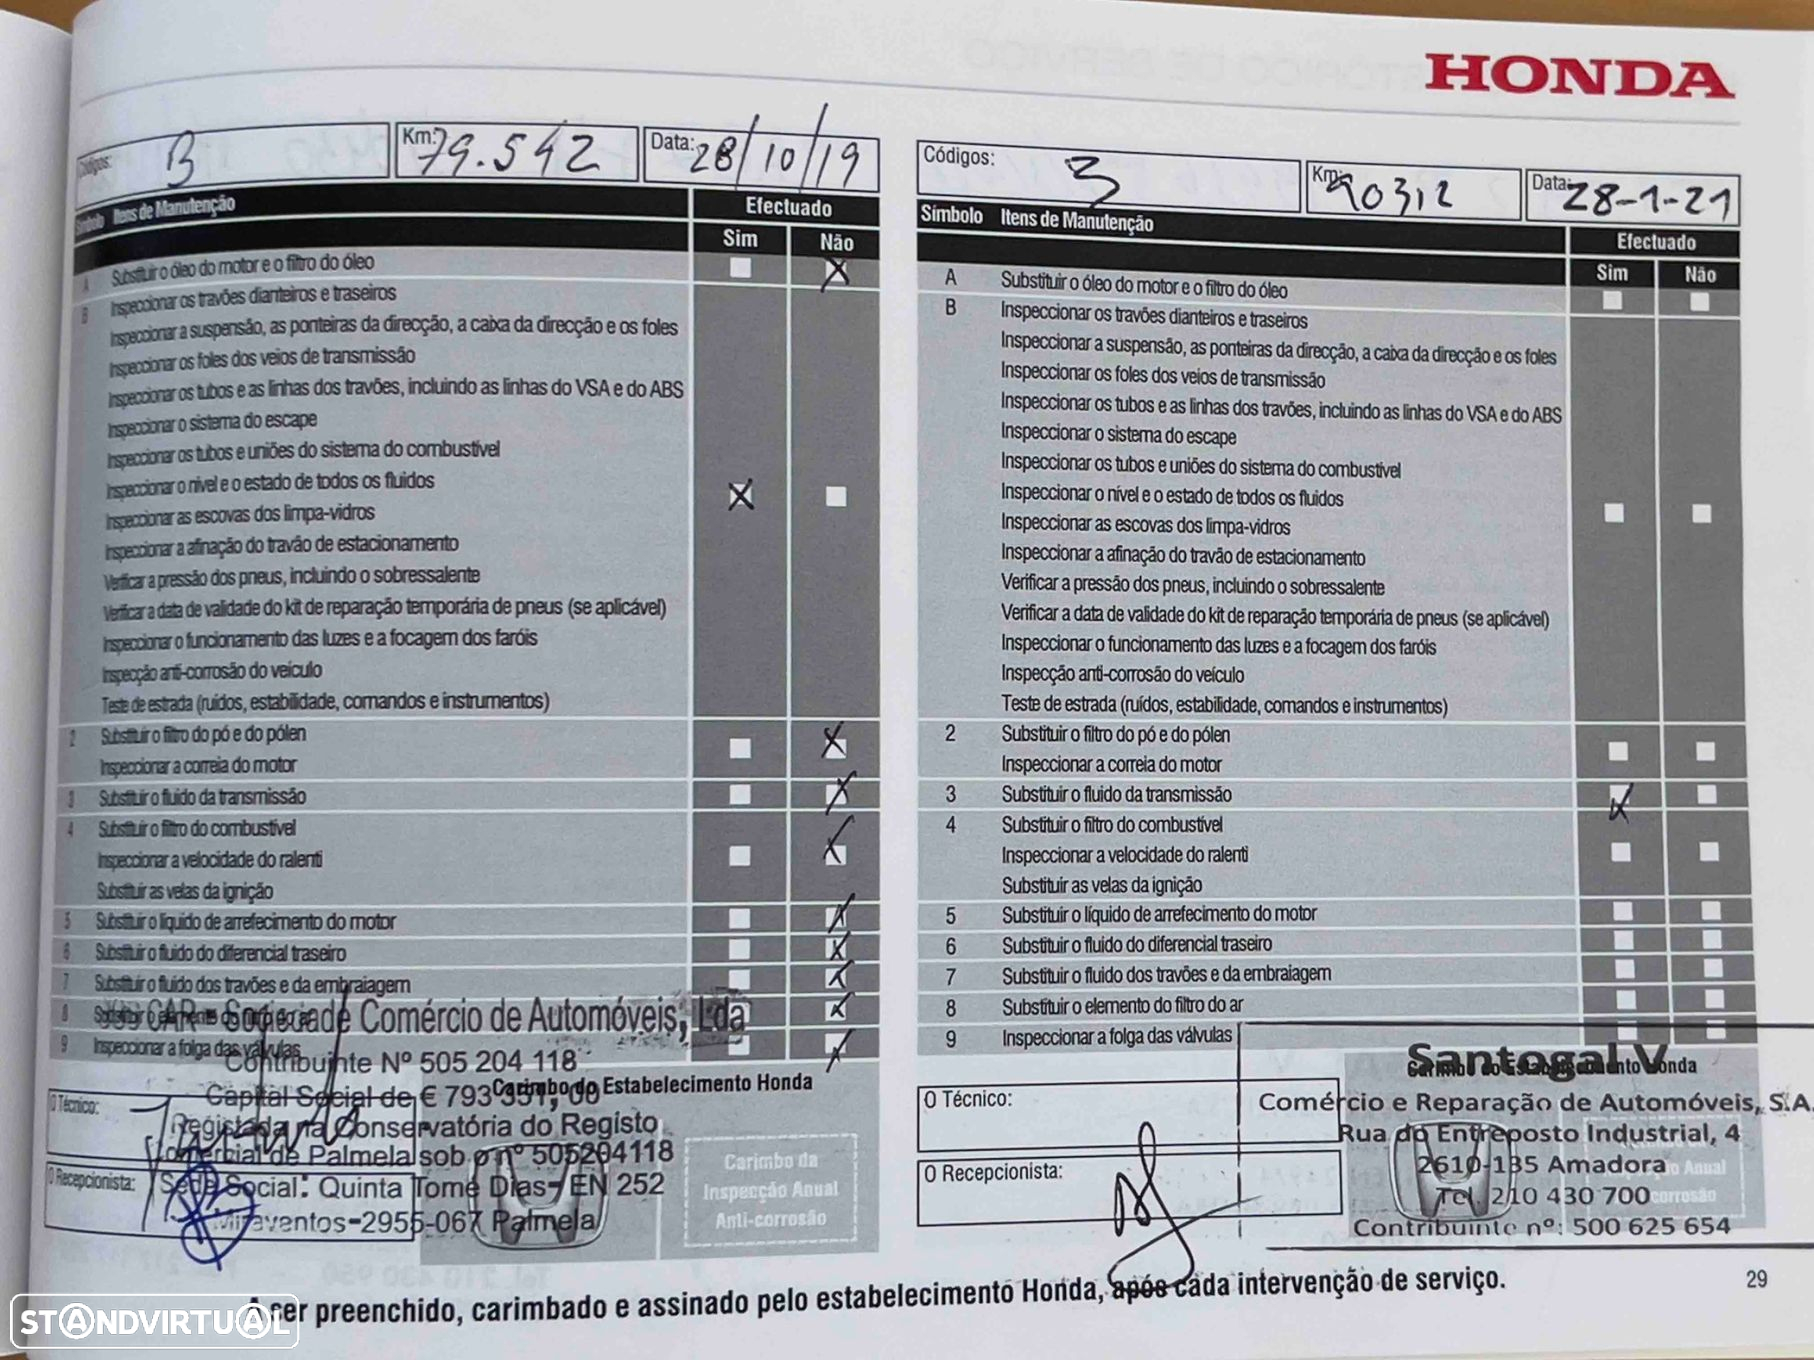 HONDA
Códigos: B
Km: 79.542
Data: 28/10/19
Símbolo Itens de Manutenção
Efectuado
Sim Não
A Substituir o óleo do motor e o filtro do óleo
B Inspeccionar os travões dianteiros e traseiros
Inspeccionar a suspensão, as ponteiras da direcção, a caixa da direcção e os foles
Inspeccionar os foles dos veios de transmissão
Inspeccionar os tubos e as linhas dos travões, incluindo as linhas do VSA e do ABS
Inspeccionar o sistema do escape
Inspeccionar os tubos e uniões do sistema do combustível
Inspeccionar o nível e o estado de todos os fluidos
Inspeccionar as escovas dos limpa-vidros
Inspeccionar a afinação do travão de estacionamento
Verificar a pressão dos pneus, incluindo o sobressalente
Verificar a data de validade do kit de reparação temporária de pneus (se aplicável)
Inspeccionar o funcionamento das luzes e a focagem dos faróis
Inspecção anti-corrosão do veículo
Teste de estrada (ruídos, estabilidade, comandos e instrumentos)
2 Substituir o filtro do pó e do pólen
Inspeccionar a correia do motor
3 Substituir o fluido da transmissão
4 Substituir o filtro do combustível
Inspeccionar a velocidade do ralenti
Substituir as velas da ignição
5 Substituir o líquido de arrefecimento do motor
6 Substituir o fluido do diferencial traseiro
7 Substituir o fluido dos travões e da embraiagem
8 Substituir o elemento do filtro do ar
9 Inspeccionar a folga das válvulas
CAR - Sociedade Comércio de Automóveis, Lda
Contribuinte Nº 505 204 118
Capital Social de € 793 351,00
Registada na Conservatória do Registo
Comercial de Palmela sob o nº 505204118
Sede Social: Quinta Tomé Dias- EN 252
Miraventos-2955-067 Palmela
Carimbo do Estabelecimento Honda
O Técnico:
O Recepcionista:
Carimbo da
Inspecção Anual
Anti-corrosão
Códigos: 3
Km: 90312
Data: 28-1-21
Símbolo Itens de Manutenção
Efectuado
Sim Não
A Substituir o óleo do motor e o filtro do óleo
B Inspeccionar os travões dianteiros e traseiros
Inspeccionar a suspensão, as ponteiras da direcção, a caixa da direcção e os foles
Inspeccionar os foles dos veios de transmissão
Inspeccionar os tubos e as linhas dos travões, incluindo as linhas do VSA e do ABS
Inspeccionar o sistema do escape
Inspeccionar os tubos e uniões do sistema do combustível
Inspeccionar o nível e o estado de todos os fluidos
Inspeccionar as escovas dos limpa-vidros
Inspeccionar a afinação do travão de estacionamento
Verificar a pressão dos pneus, incluindo o sobressalente
Verificar a data de validade do kit de reparação temporária de pneus (se aplicável)
Inspeccionar o funcionamento das luzes e a focagem dos faróis
Inspecção anti-corrosão do veículo
Teste de estrada (ruídos, estabilidade, comandos e instrumentos)
2 Substituir o filtro do pó e do pólen
Inspeccionar a correia do motor
3 Substituir o fluido da transmissão
4 Substituir o filtro do combustível
Inspeccionar a velocidade do ralenti
Substituir as velas da ignição
5 Substituir o líquido de arrefecimento do motor
6 Substituir o fluido do diferencial traseiro
7 Substituir o fluido dos travões e da embraiagem
8 Substituir o elemento do filtro do ar
9 Inspeccionar a folga das válvulas
Carimbo do Estabelecimento Honda
Santogal V
Comércio e Reparação de Automóveis, S.A.
Rua do Entreposto Industrial, 4
2610-135 Amadora
Tel. 210 430 700
Contribuinte nº: 500 625 654
O Técnico:
O Recepcionista:
A ser preenchido, carimbado e assinado pelo estabelecimento Honda, após cada intervenção de serviço.
29
STANDVIRTUAL